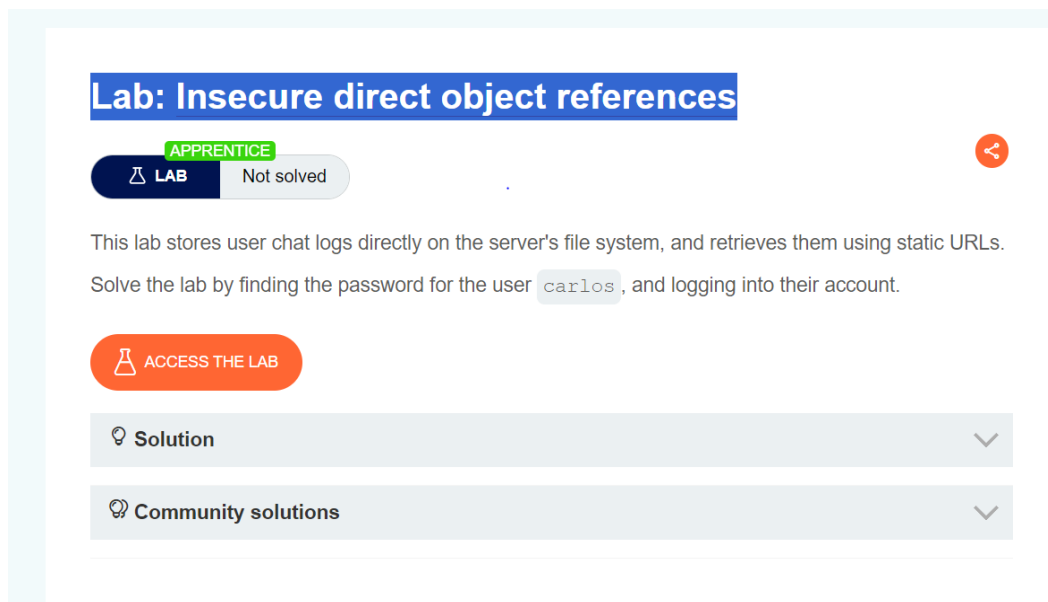 Lab: Insecure direct object references
APPRENTICE
LAB
Not solved
This lab stores user chat logs directly on the server's file system, and retrieves them using static URLs.
Solve the lab by finding the password for the user carlos, and logging into their account.
ACCESS THE LAB
Solution
Community solutions